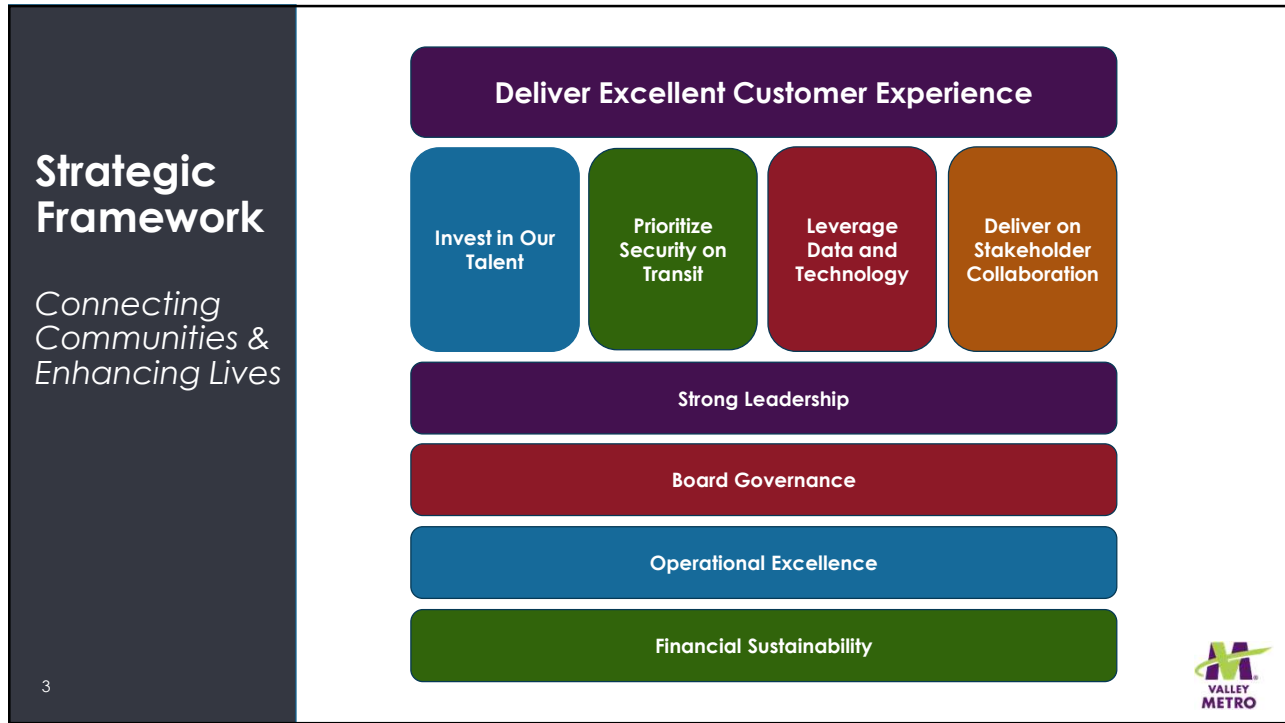 Strategic
Framework
Connecting
Communities &
Enhancing Lives
Deliver Excellent Customer Experience
Invest in Our
Talent
Prioritize
Security on
Transit
Leverage
Data and
Technology
Deliver on
Stakeholder
Collaboration
Strong Leadership
Board Governance
Operational Excellence
Financial Sustainability
3
VALLEY
METRO